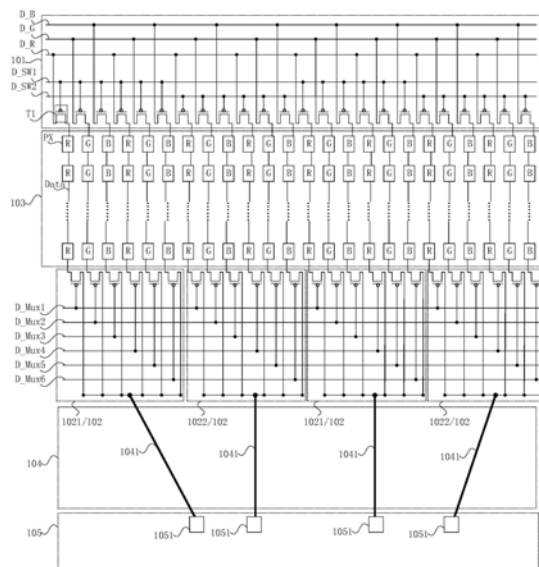 D_B
D_G
D_R
101
D_SW1
D_SW2
T1
PX
R G B R G B R G B R G B R G B R G B R G B R G B
R G B R G B R G B R G B R G B R G B R G B R G B
Data
103
R G B R G B R G B R G B R G B R G B R G B R G B
D_Mux1
D_Mux2
D_Mux3
D_Mux4
D_Mux5
D_Mux6
1021/102 1022/102 1021/102 1022/102
104
1041 1041 1041 1041
105
1051 1051 1051 1051